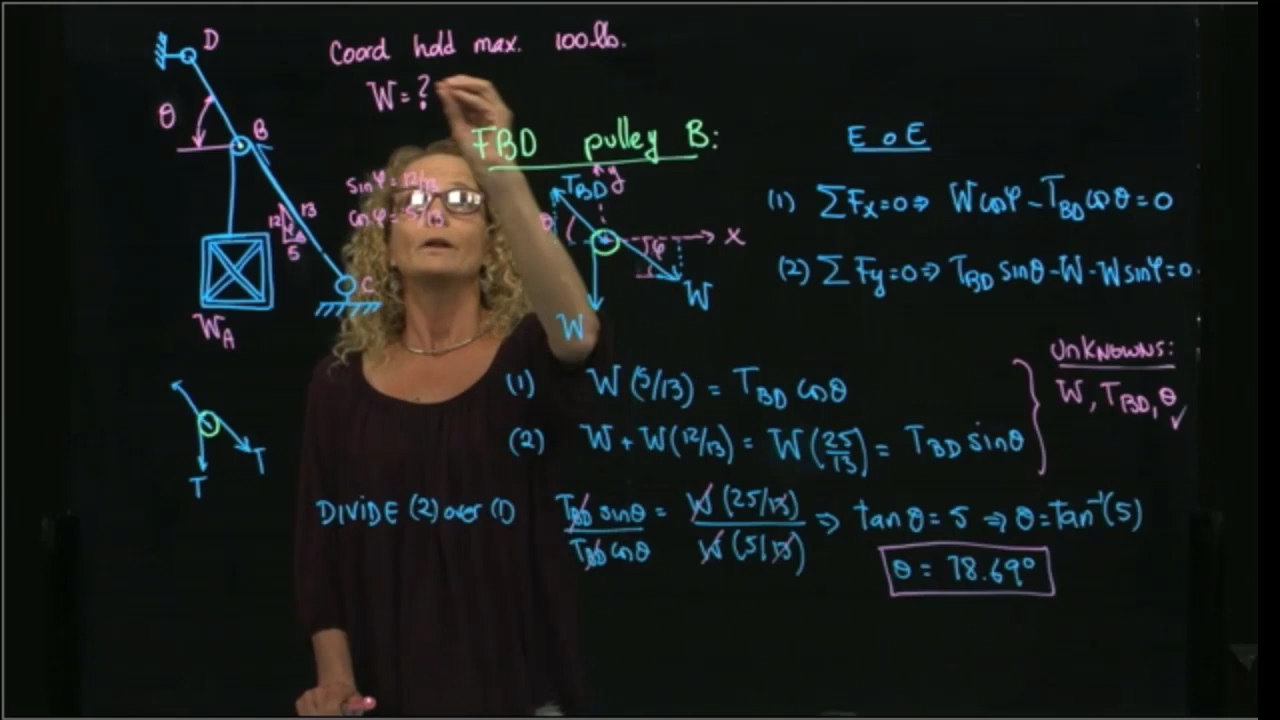 D
Coord hold max. 100 lb.
W = ?
θ
B
FBD pulley B:
E o E
sin φ = 12/13
cos φ = 5/13
12
13
φ
5
C
W_A
T_BD
y
θ
x
φ
W
W
(1) ∑Fx=0 ⇒ W cos φ - T_BD cos θ = 0
(2) ∑Fy=0 ⇒ T_BD sin θ - W - W sin φ = 0
UNKNOWNS:
W, T_BD, θ ✓
(1) W (5/13) = T_BD cos θ
(2) W + W (12/13) = W (25/13) = T_BD sin θ
T
T
DIVIDE (2) over (1) T_BD sin θ / T_BD cos θ = W (25/13) / W (5/13) ⇒ tan θ = 5 ⇒ θ = tan⁻¹(5)
θ = 78.69°